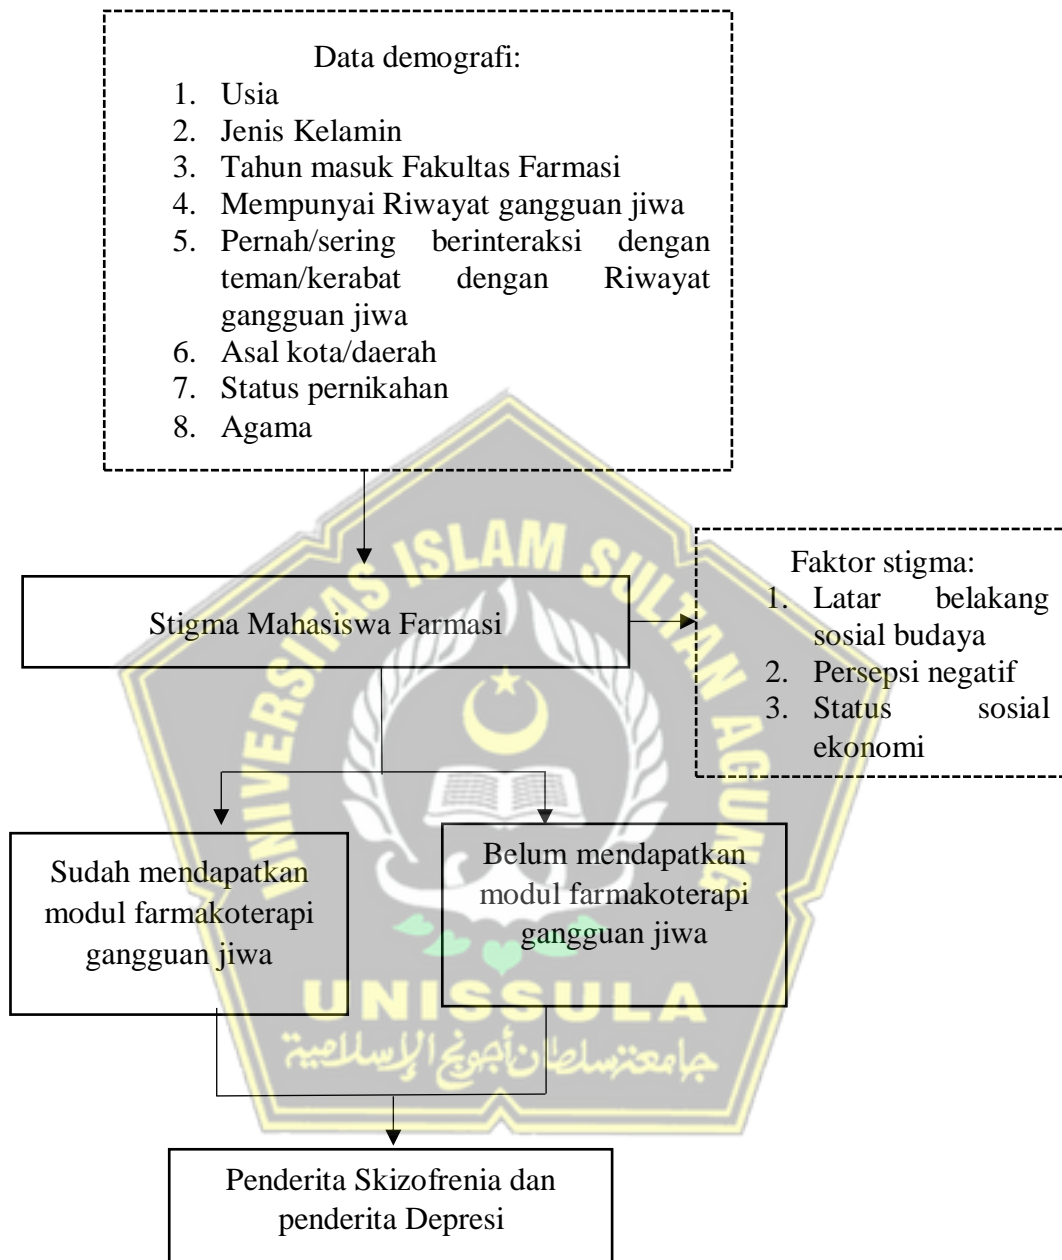 Data demografi:
1. Usia
2. Jenis Kelamin
3. Tahun masuk Fakultas Farmasi
4. Mempunyai Riwayat gangguan jiwa
5. Pernah/sering berinteraksi dengan
teman/kerabat dengan Riwayat
gangguan jiwa
6. Asal kota/daerah
7. Status pernikahan
8. Agama
UNIVERSITAS ISLAM SULTAN AGUNG
Stigma Mahasiswa Farmasi
Faktor stigma:
1. Latar belakang
sosial budaya
2. Persepsi negatif
3. Status sosial
ekonomi
Sudah mendapatkan
modul farmakoterapi
gangguan jiwa
Belum mendapatkan
modul farmakoterapi
gangguan jiwa
UNISSULA
جامعتنسلطان أجونج الإسلامية
Penderita Skizofrenia dan
penderita Depresi